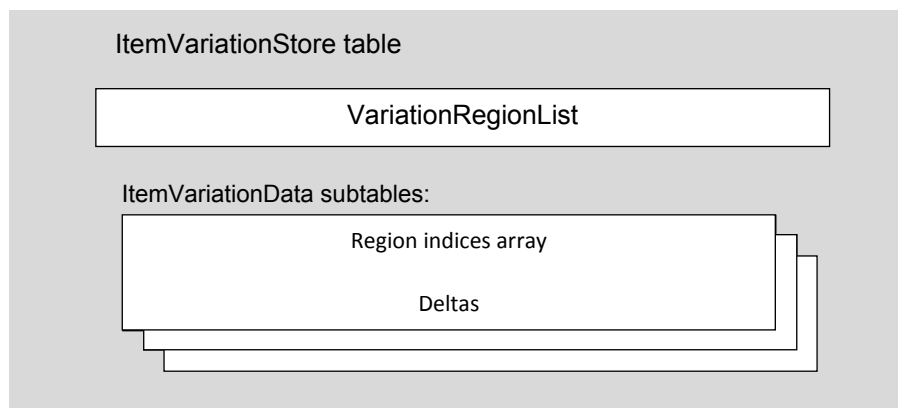 ItemVariationStore table
VariationRegionList
ItemVariationData subtables:
Region indices array
Deltas